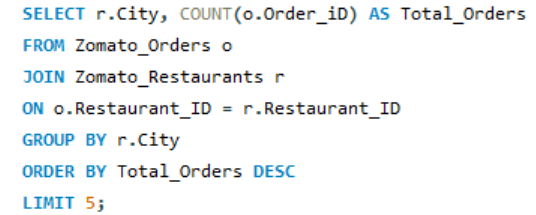 SELECT r.City, COUNT(o.Order_iD) AS Total_Orders
FROM Zomato_Orders o
JOIN Zomato_Restaurants r
ON o.Restaurant_ID = r.Restaurant_ID
GROUP BY r.City
ORDER BY Total_Orders DESC
LIMIT 5;